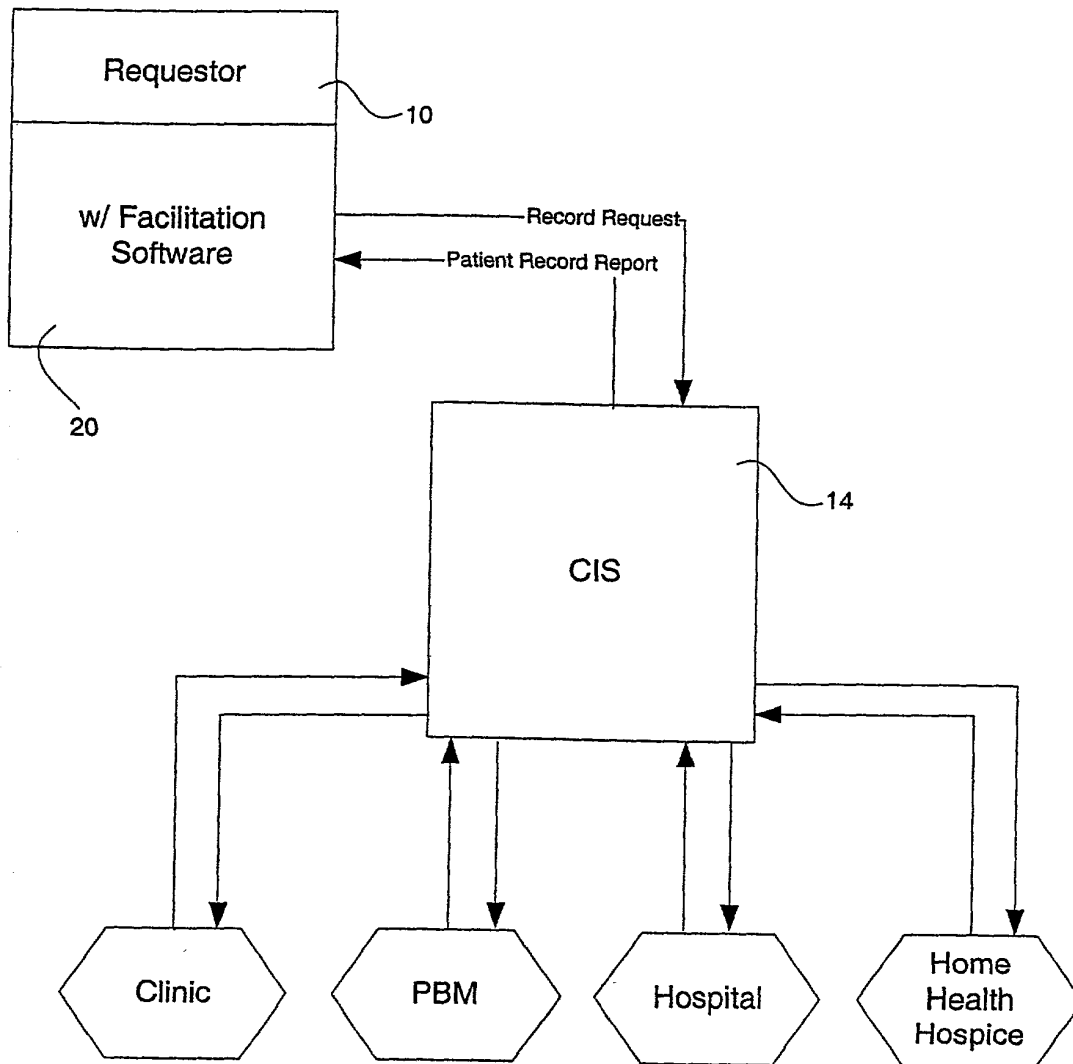 Requestor
10
w/ Facilitation
Software
Record Request
Patient Record Report
20
14
CIS
Clinic
PBM
Hospital
Home
Health
Hospice